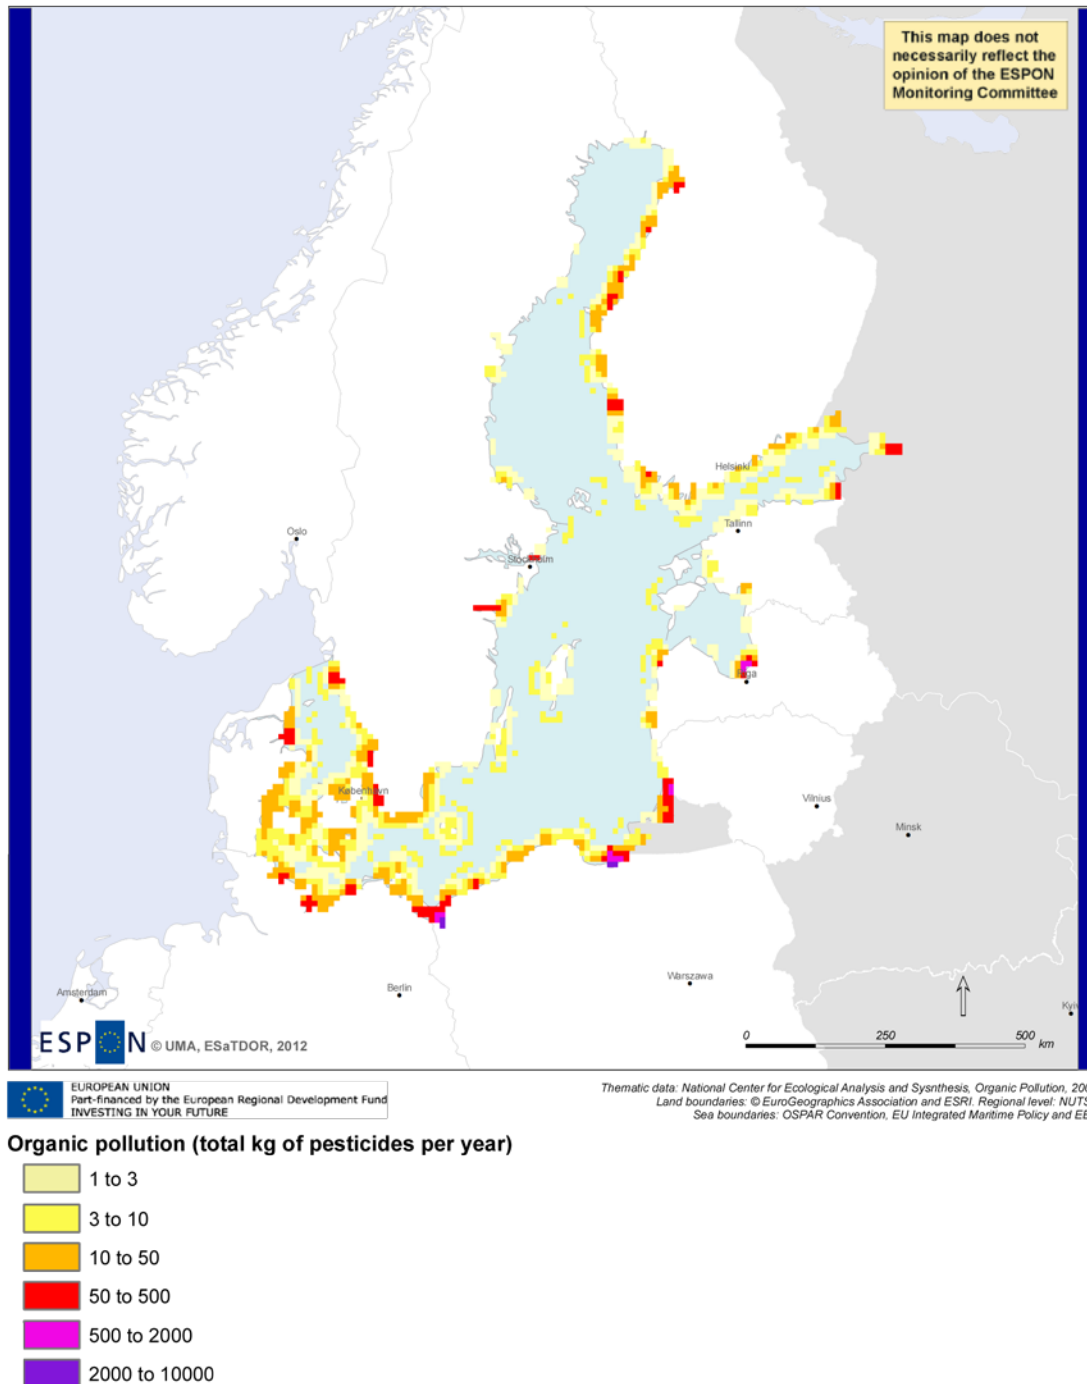 This map does not
necessarily reflect the
opinion of the ESPON
Monitoring Committee
Helsinki
Tallinn
Oslo
Stockholm
Riga
København
Vilnius
Minsk
Warszawa
Berlin
Amsterdam
Kyiv
ESPON © UMA, ESaTDOR, 2012
0 250 500
km
EUROPEAN UNION
Part-financed by the European Regional Development Fund
INVESTING IN YOUR FUTURE
Thematic data: National Center for Ecological Analysis and Sysnthesis, Organic Pollution, 200
Land boundaries: © EuroGeographics Association and ESRI. Regional level: NUTS
Sea boundaries: OSPAR Convention, EU Integrated Maritime Policy and EE
Organic pollution (total kg of pesticides per year)
1 to 3
3 to 10
10 to 50
50 to 500
500 to 2000
2000 to 10000